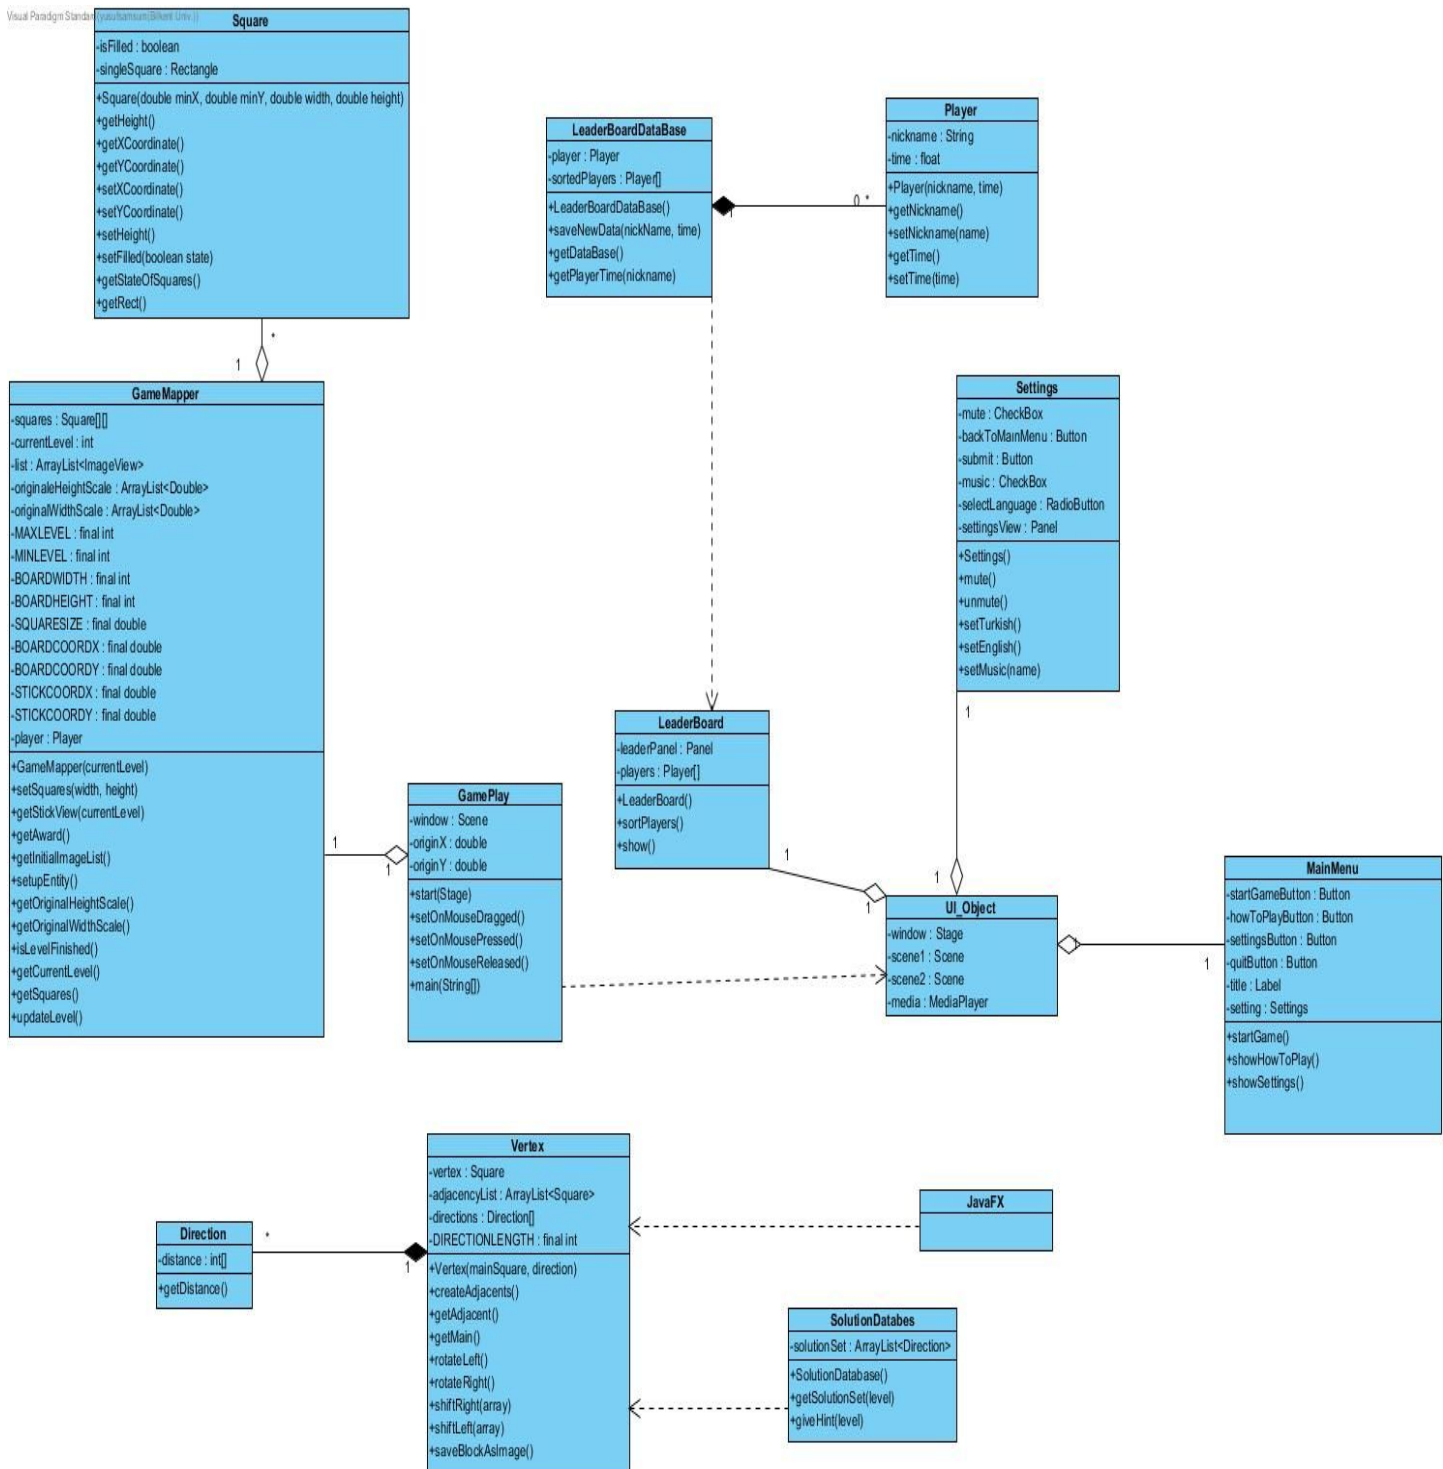 Visual Paradigm Standard(yusufsamsum(Bilkent Univ.))
Square
-isFilled : boolean
-singleSquare : Rectangle
+Square(double minX, double minY, double width, double height)
+getHeight()
+getXCoordinate()
+getYCoordinate()
+setXCoordinate()
+setYCoordinate()
+setHeight()
+setFilled(boolean state)
+getStateOfSquares()
+getRect()
*
1
LeaderBoardDataBase
-player : Player
-sortedPlayers : Player[]
+LeaderBoardDataBase()
+saveNewData(nickName, time)
+getDataBase()
+getPlayerTime(nickname)
1
0..*
Player
-nickname : String
-time : float
+Player(nickname, time)
+getNickname()
+setNickname(name)
+getTime()
+setTime(time)
GameMapper
-squares : Square[][]
-currentLevel : int
-list : ArrayList<ImageView>
-originaleHeightScale : ArrayList<Double>
-originalWidthScale : ArrayList<Double>
-MAXLEVEL : final int
-MINLEVEL : final int
-BOARDWIDTH : final int
-BOARDHEIGHT : final int
-SQUARESIZE : final double
-BOARDCOORDX : final double
-BOARDCOORDY : final double
-STICKCOORDX : final double
-STICKCOORDY : final double
-player : Player
+GameMapper(currentLevel)
+setSquares(width, height)
+getStickView(currentLevel)
+getAward()
+getInitialImageList()
+setupEntity()
+getOriginalHeightScale()
+getOriginalWidthScale()
+isLevelFinished()
+getCurrentLevel()
+getSquares()
+updateLevel()
1
1
GamePlay
-window : Scene
-originX : double
-originY : double
+start(Stage)
+setOnMouseDragged()
+setOnMousePressed()
+setOnMouseReleased()
+main(String[])
Settings
-mute : CheckBox
-backToMainMenu : Button
-submit : Button
-music : CheckBox
-selectLanguage : RadioButton
-settingsView : Panel
+Settings()
+mute()
+unmute()
+setTurkish()
+setEnglish()
+setMusic(name)
1
1
LeaderBoard
-leaderPanel : Panel
-players : Player[]
+LeaderBoard()
+sortPlayers()
+show()
1
1
UI_Object
-window : Stage
-scene1 : Scene
-scene2 : Scene
-media : MediaPlayer
1
1
MainMenu
-startGameButton : Button
-howToPlayButton : Button
-settingsButton : Button
-quitButton : Button
-title : Label
-setting : Settings
+startGame()
+showHowToPlay()
+showSettings()
Direction
-distance : int[]
+getDistance()
*
1
Vertex
-vertex : Square
-adjacencyList : ArrayList<Square>
-directions : Direction[]
-DIRECTIONLENGTH : final int
+Vertex(mainSquare, direction)
+createAdjacents()
+getAdjacent()
+getMain()
+rotateLeft()
+rotateRight()
+shiftRight(array)
+shiftLeft(array)
+saveBlockAsImage()
JavaFX
SolutionDatabes
-solutionSet : ArrayList<Direction>
+SolutionDatabase()
+getSolutionSet(level)
+giveHint(level)